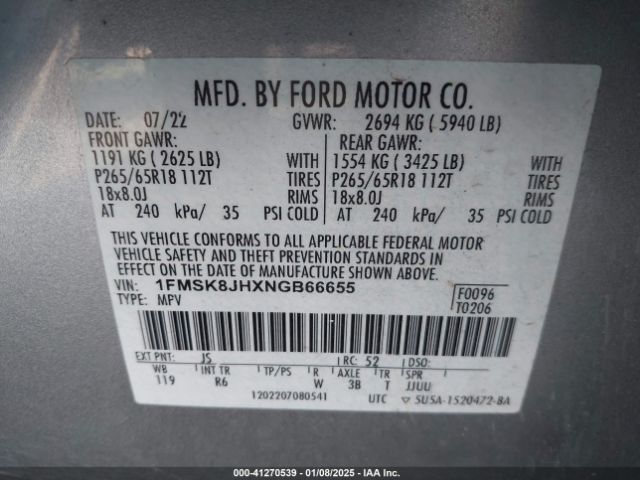 MFD. BY FORD MOTOR CO.
DATE: 07/22 GVWR: 2694 KG ( 5940 LB)
FRONT GAWR: REAR GAWR:
1191 KG ( 2625 LB) WITH 1554 KG ( 3425 LB) WITH
P265/65R18 112T TIRES P265/65R18 112T TIRES
18x8.0J RIMS 18x8.0J RIMS
AT 240 kPa/ 35 PSI COLD AT 240 kPa/ 35 PSI COLD
THIS VEHICLE CONFORMS TO ALL APPLICABLE FEDERAL MOTOR
VEHICLE SAFETY AND THEFT PREVENTION STANDARDS
IN EFFECT ON THE DATE OF MANUFACTURE SHOWN ABOVE.
VIN: 1FMSK8JHXNGB66655 F0096
TYPE: MPV T0206
EXT PNT: JS RC: 52 DSO:
WB INT TR TP/PS R AXLE TR SPR
119 R6 W 3B T JJUU
1202207080541 UTC ▽ 5U5A-1520472-BA
000-41270539 - 01/08/2025 - IAA Inc.